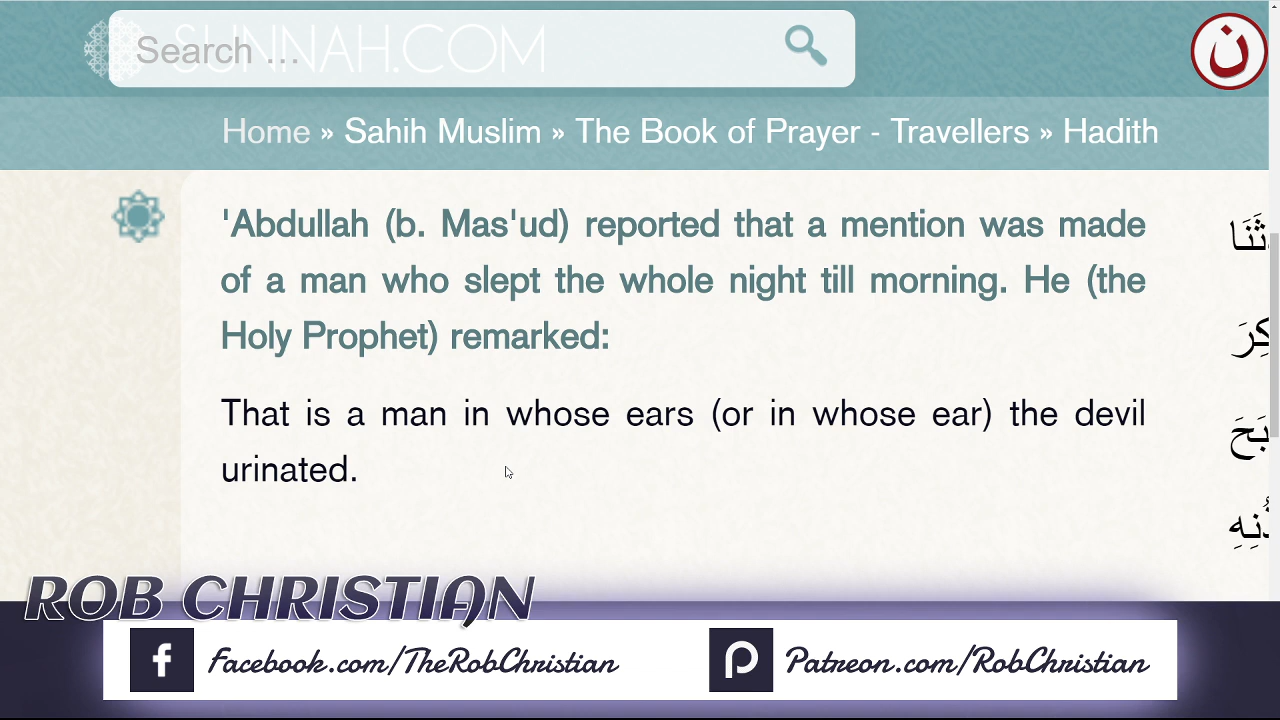 SUNNAH.COM
Search ...
ن
Home » Sahih Muslim » The Book of Prayer - Travellers » Hadith
'Abdullah (b. Mas'ud) reported that a mention was made
of a man who slept the whole night till morning. He (the
Holy Prophet) remarked:
That is a man in whose ears (or in whose ear) the devil
urinated.
ROB CHRISTIAN
Facebook.com/TheRobChristian
Patreon.com/RobChristian